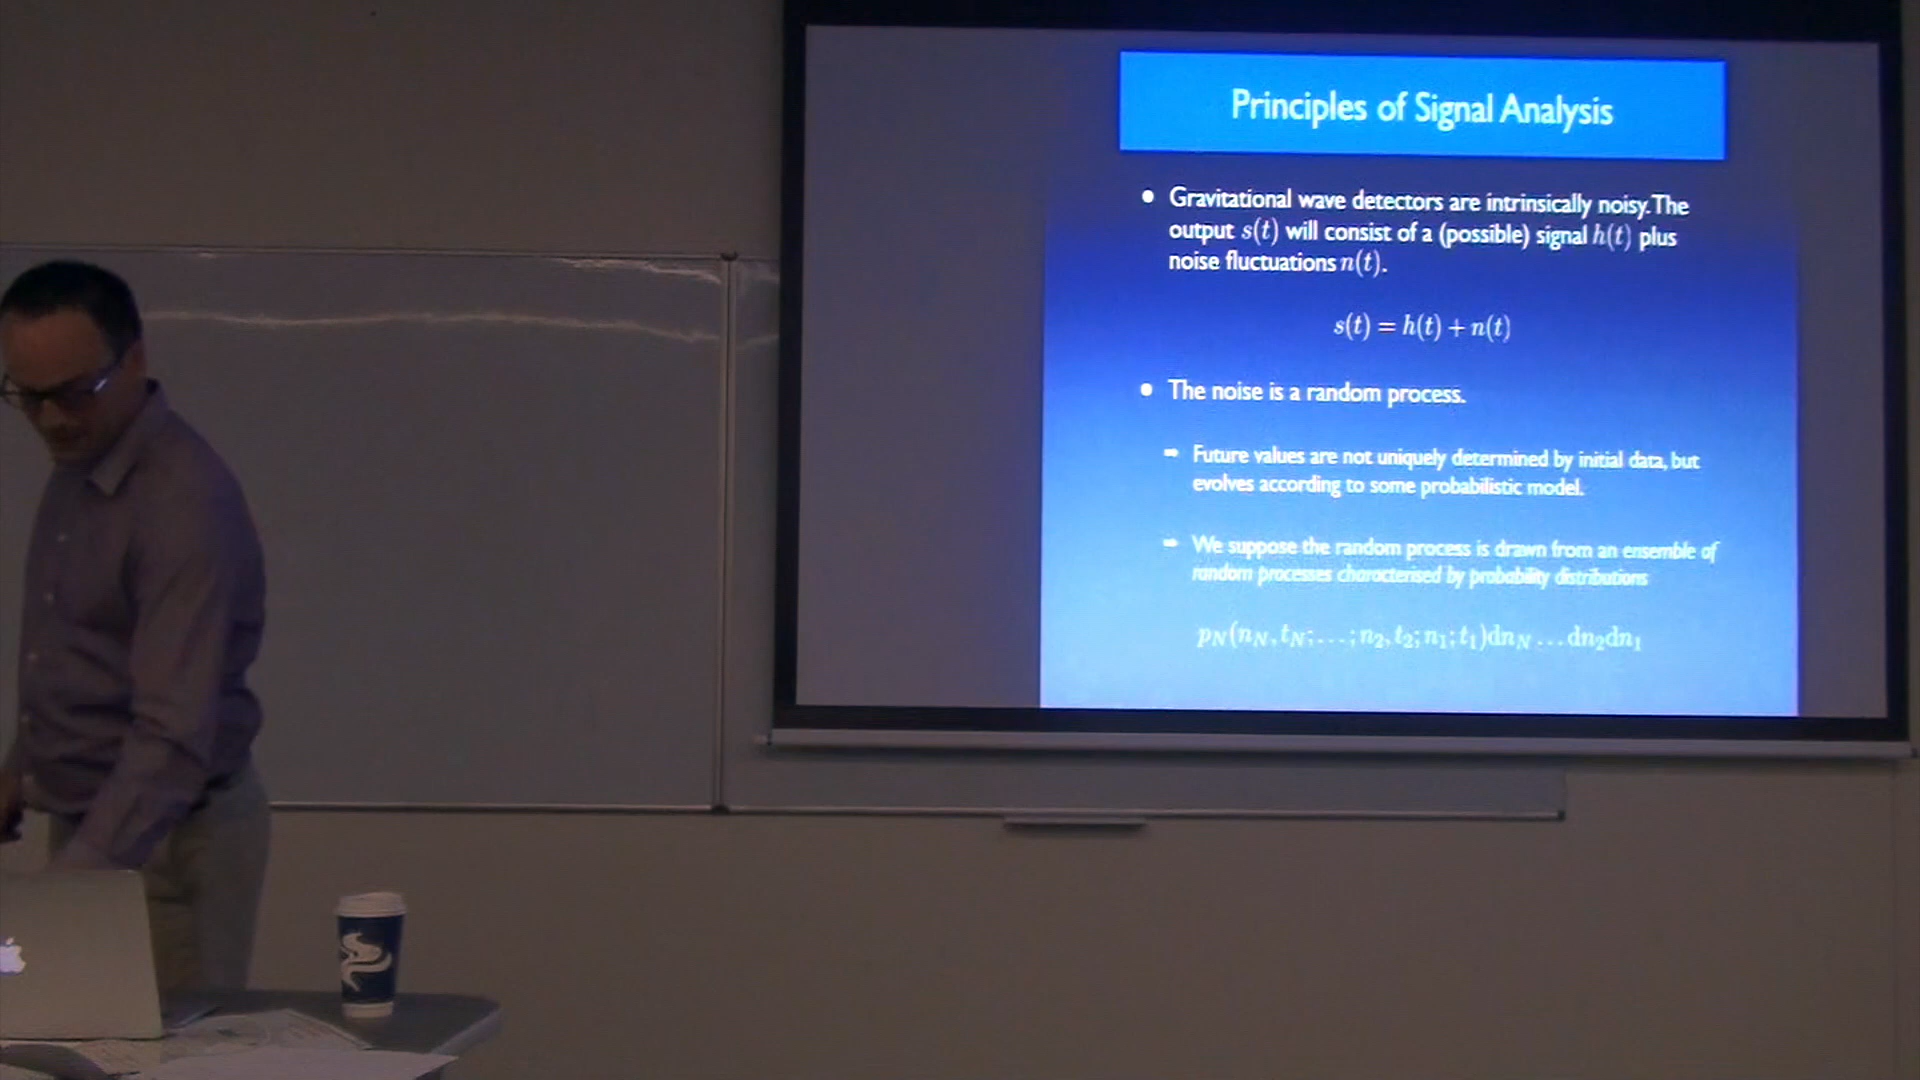 Principles of Signal Analysis
• Gravitational wave detectors are intrinsically noisy. The
output s(t) will consist of a (possible) signal h(t) plus
noise fluctuations n(t).
s(t) = h(t) + n(t)
• The noise is a random process.
Future values are not uniquely determined by initial data, but
evolves according to some probabilistic model.
We suppose the random process is drawn from an ensemble of
random processes characterised by probability distributions
p_N(n_N, t_N; …; n_2, t_2; n_1; t_1)dn_N … dn_2dn_1